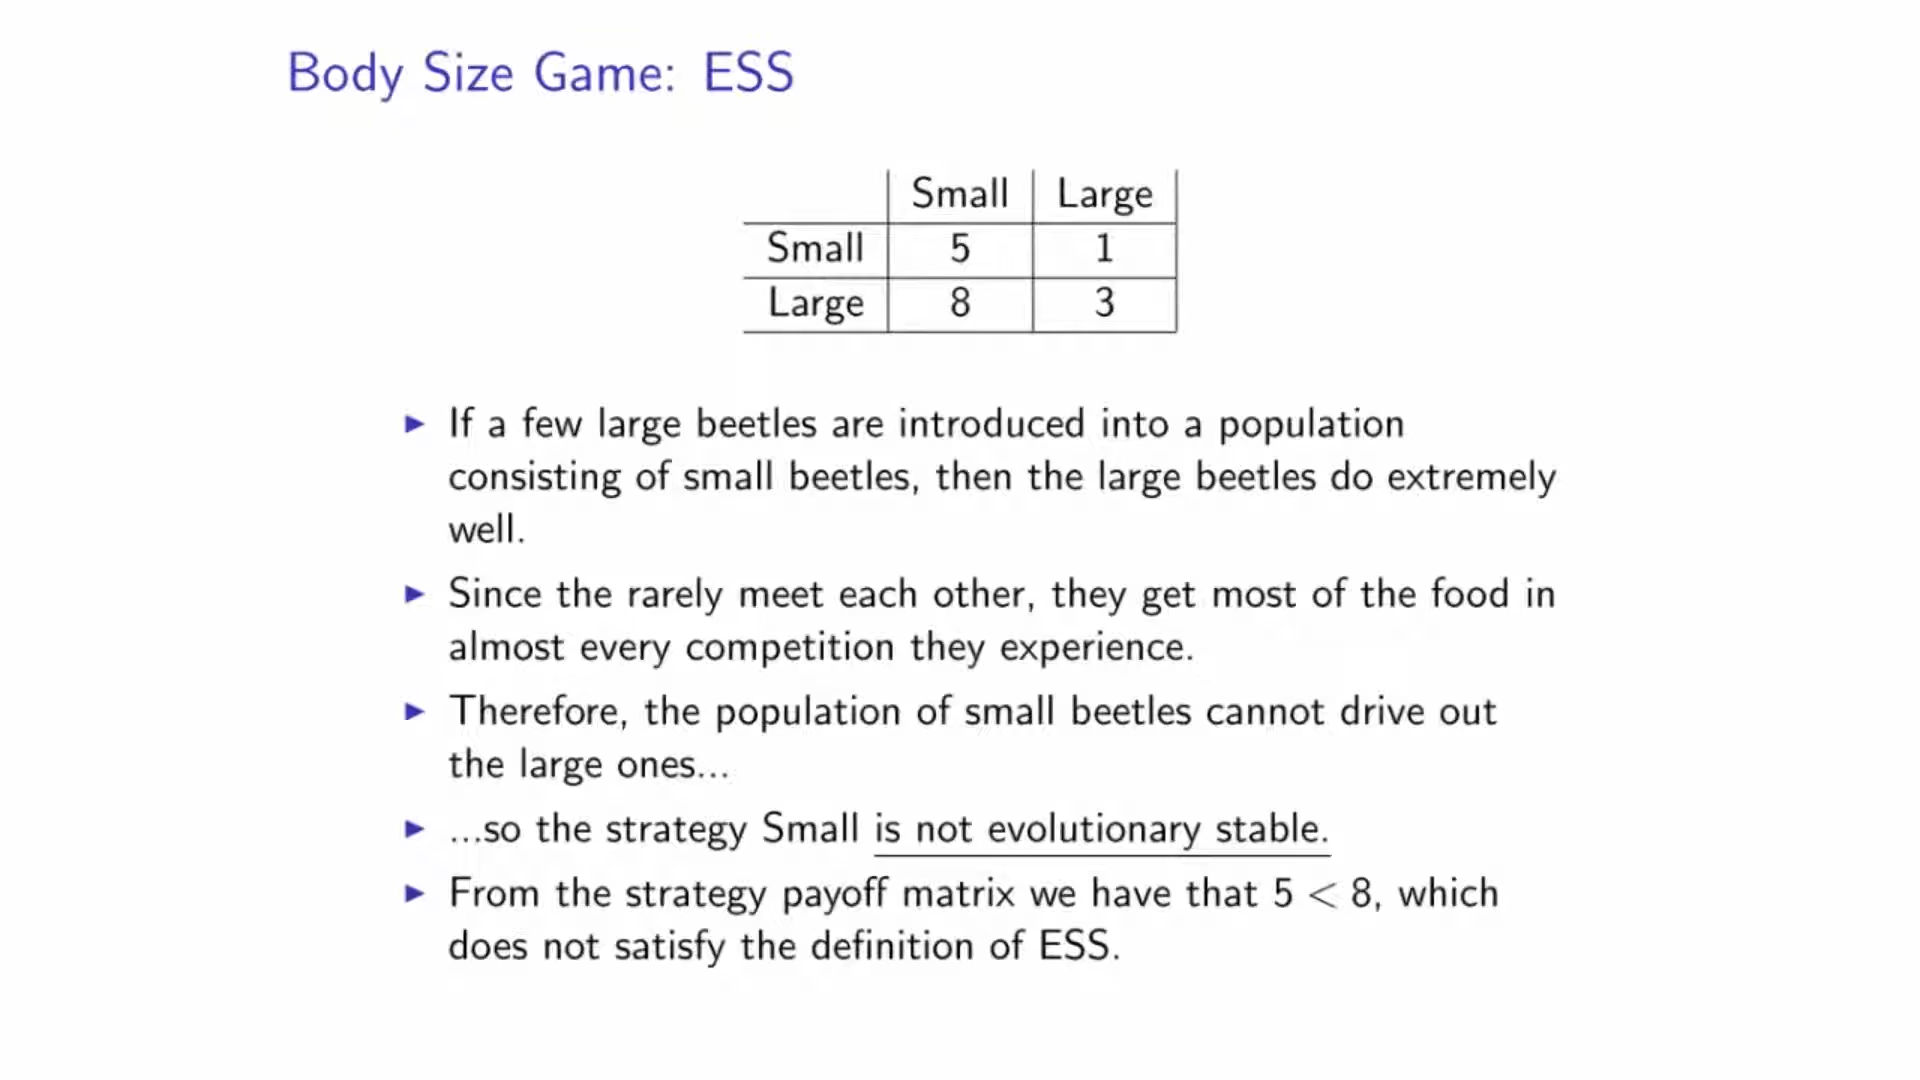 Body Size Game: ESS
Small Large
Small 5 1
Large 8 3
▶ If a few large beetles are introduced into a population
consisting of small beetles, then the large beetles do extremely
well.
▶ Since the rarely meet each other, they get most of the food in
almost every competition they experience.
▶ Therefore, the population of small beetles cannot drive out
the large ones...
▶ ...so the strategy Small is not evolutionary stable.
▶ From the strategy payoff matrix we have that 5 < 8, which
does not satisfy the definition of ESS.